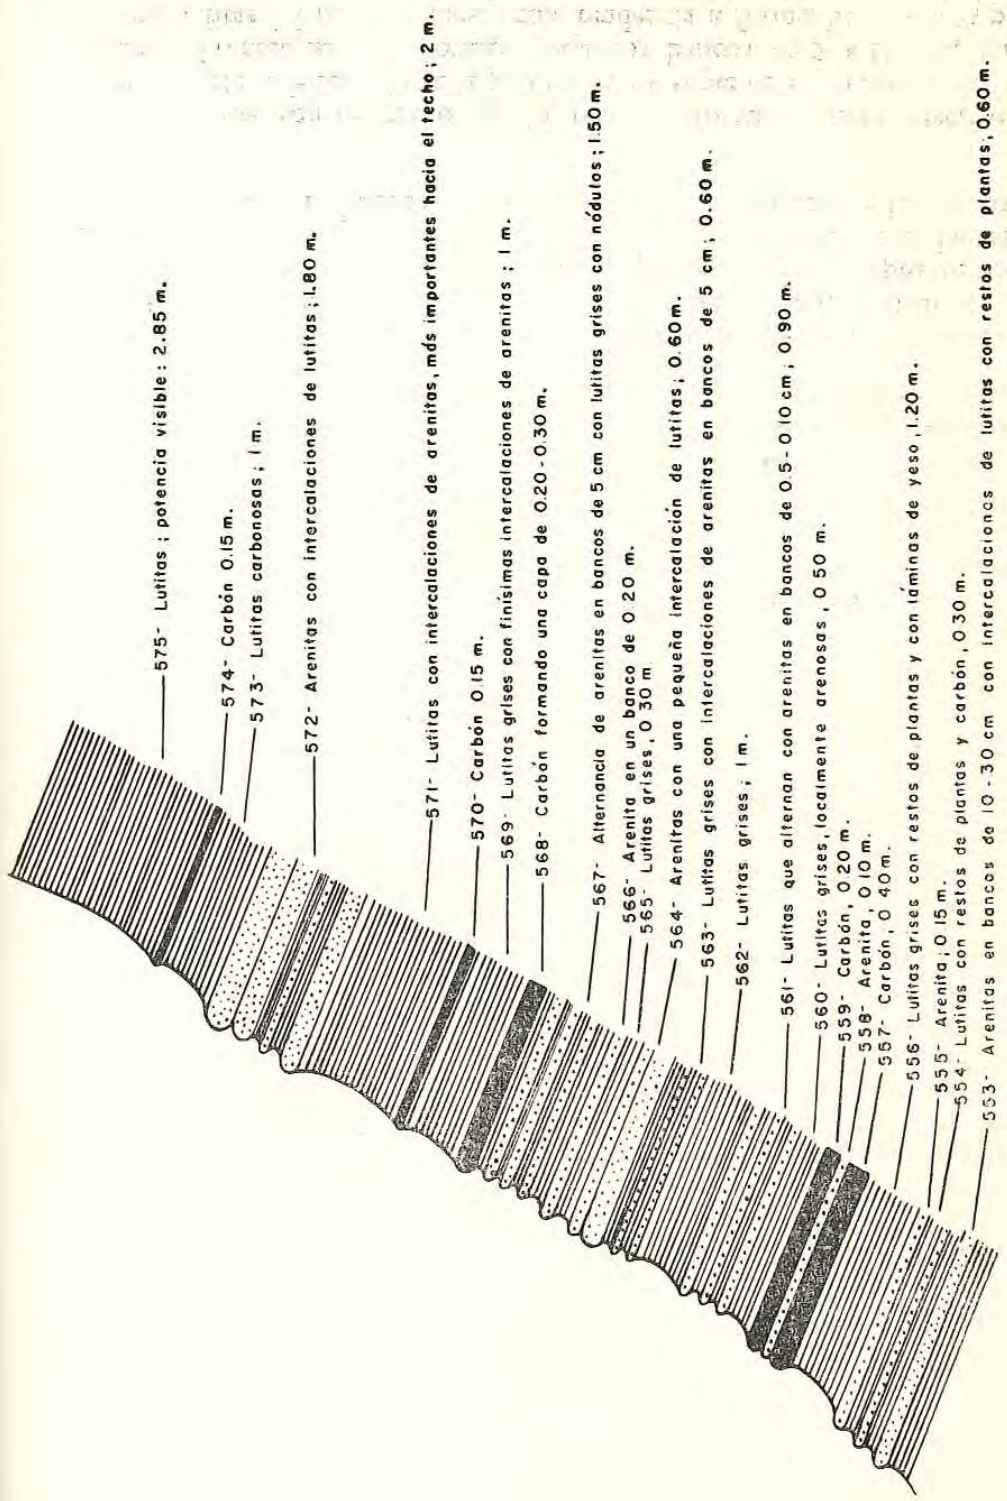 575- Lutitas ; potencia visible : 2.85 m.
574- Carbón 0.15 m.
573- Lutitas carbonosas ; 1 m.
572- Arenitas con intercalaciones de lutitas ; 1.80 m.
571- Lutitas con intercalaciones de arenitas, más importantes hacia el techo ; 2 m.
570- Carbón 0.15 m.
569- Lutitas grises con finísimas intercalaciones de arenitas ; 1 m.
568- Carbón formando una capa de 0.20 - 0.30 m.
567- Alternancia de arenitas en bancos de 5 cm con lutitas grises con nódulos ; 1.50 m.
566- Arenita en un banco de 0.20 m.
565- Lutitas grises, 0 30 m.
564- Arenitas con una pequeña intercalación de lutitas ; 0.60 m.
563- Lutitas grises con intercalaciones de arenitas en bancos de 5 cm ; 0.60 m.
562- Lutitas grises ; 1 m.
561- Lutitas que alternan con arenitas en bancos de 0.5 - 0 10 cm ; 0.90 m.
560- Lutitas grises, localmente arenosas , 0 50 m.
559- Carbón, 0.20 m.
558- Arenita, 0 10 m.
557- Carbón, 0 40 m.
556- Lutitas grises con restos de plantas y con láminas de yeso , 1.20 m.
555- Arenita ; 0 15 m.
554- Lutitas con restos de plantas y carbón , 0 30 m.
553- Arenitas en bancos de 10 - 30 cm con intercalaciones de lutitas con restos de plantas ; 0.60 m.